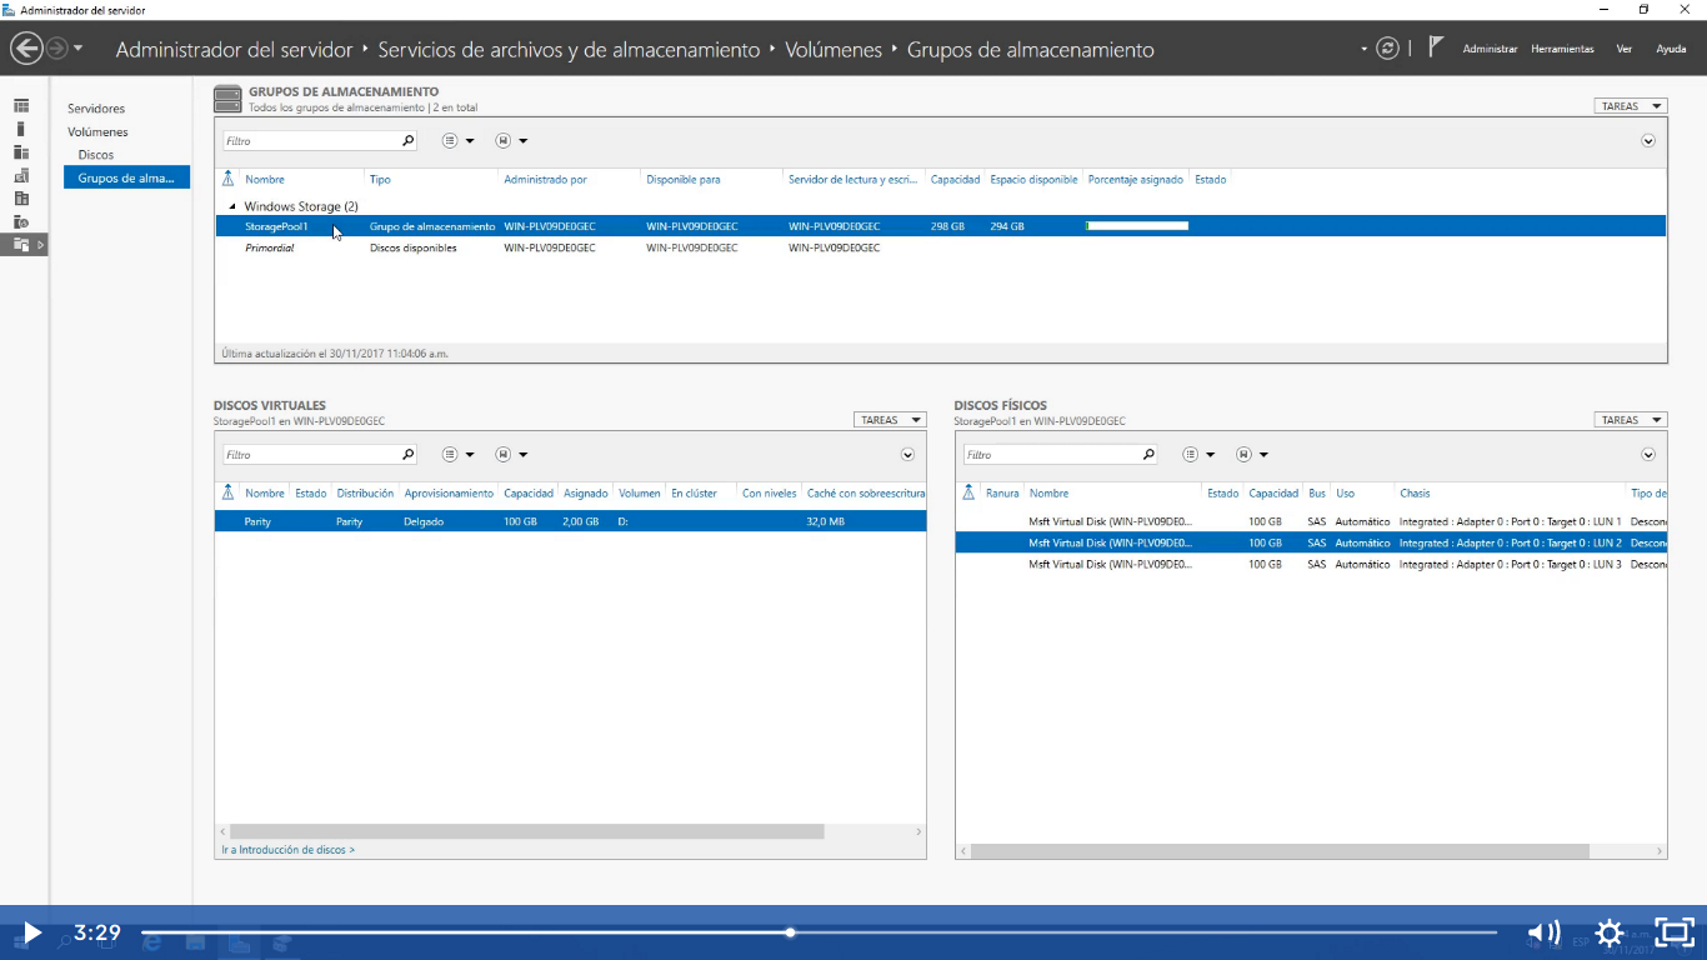 Administrador del servidor
Administrador del servidor ‣ Servicios de archivos y de almacenamiento ‣ Volúmenes ‣ Grupos de almacenamiento
Administrar Herramientas Ver Ayuda
Servidores
Volúmenes
Discos
Grupos de alma...
GRUPOS DE ALMACENAMIENTO
Todos los grupos de almacenamiento | 2 en total
TAREAS
Filtro
Nombre Tipo Administrado por Disponible para Servidor de lectura y escri... Capacidad Espacio disponible Porcentaje asignado Estado
Windows Storage (2)
StoragePool1 Grupo de almacenamiento WIN-PLV09DE0GEC WIN-PLV09DE0GEC WIN-PLV09DE0GEC 298 GB 294 GB
Primordial Discos disponibles WIN-PLV09DE0GEC WIN-PLV09DE0GEC WIN-PLV09DE0GEC
Última actualización el 30/11/2017 11:04:06 a.m.
DISCOS VIRTUALES
StoragePool1 en WIN-PLV09DE0GEC
TAREAS
Filtro
Nombre Estado Distribución Aprovisionamiento Capacidad Asignado Volumen En clúster Con niveles Caché con sobreescritura
Parity Parity Delgado 100 GB 2,00 GB D: 32,0 MB
Ir a Introducción de discos >
DISCOS FÍSICOS
StoragePool1 en WIN-PLV09DE0GEC
TAREAS
Filtro
Ranura Nombre Estado Capacidad Bus Uso Chasis Tipo de
Msft Virtual Disk (WIN-PLV09DE0... 100 GB SAS Automático Integrated : Adapter 0 : Port 0 : Target 0 : LUN 1 Descon
Msft Virtual Disk (WIN-PLV09DE0... 100 GB SAS Automático Integrated : Adapter 0 : Port 0 : Target 0 : LUN 2 Descon
Msft Virtual Disk (WIN-PLV09DE0... 100 GB SAS Automático Integrated : Adapter 0 : Port 0 : Target 0 : LUN 3 Descon
3:29
ESP
30/11/2017